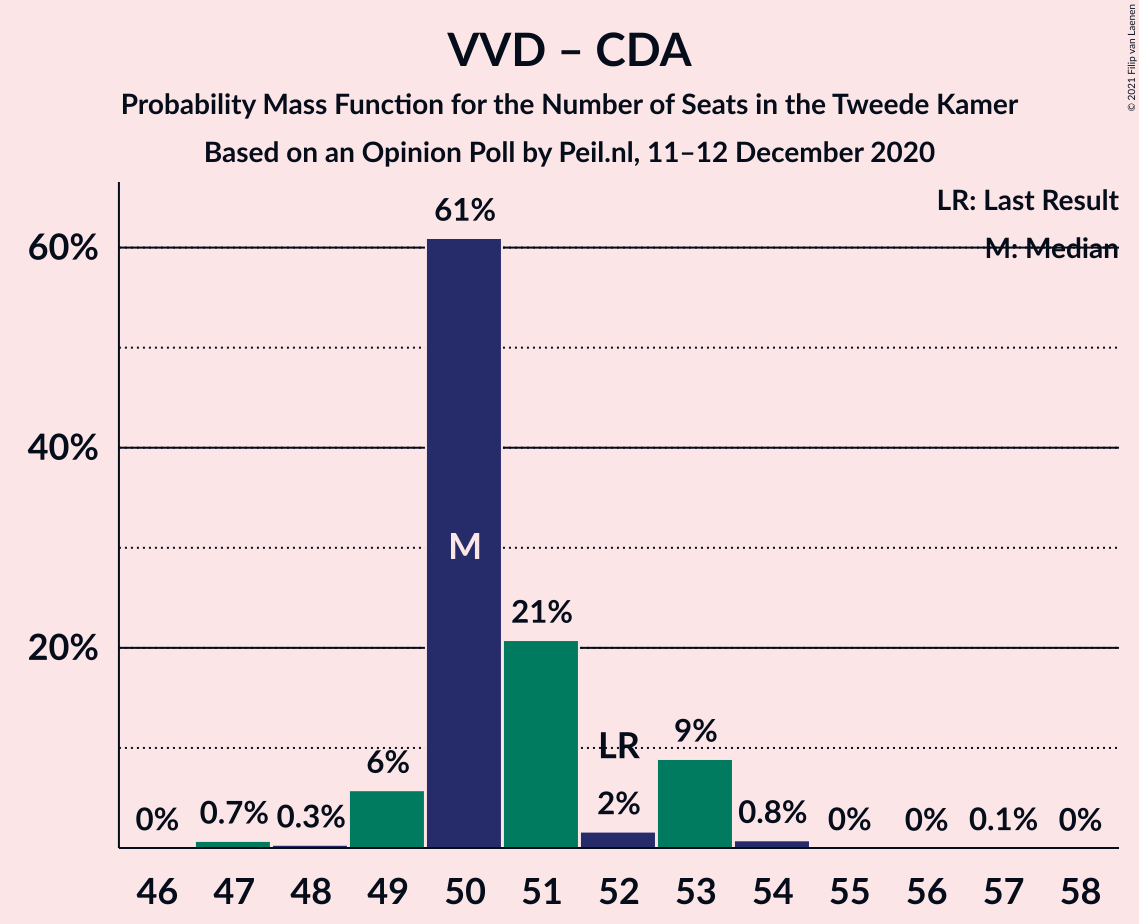 VVD – CDA
Probability Mass Function for the Number of Seats in the Tweede Kamer
Based on an Opinion Poll by Peil.nl, 11–12 December 2020
© 2021 Filip van Laenen
LR: Last Result
M: Median
60%
40%
20%
0%
0.7%
0.3%
6%
61%
M
21%
LR
2%
9%
0.8%
0%
0%
0.1%
0%
46 47 48 49 50 51 52 53 54 55 56 57 58